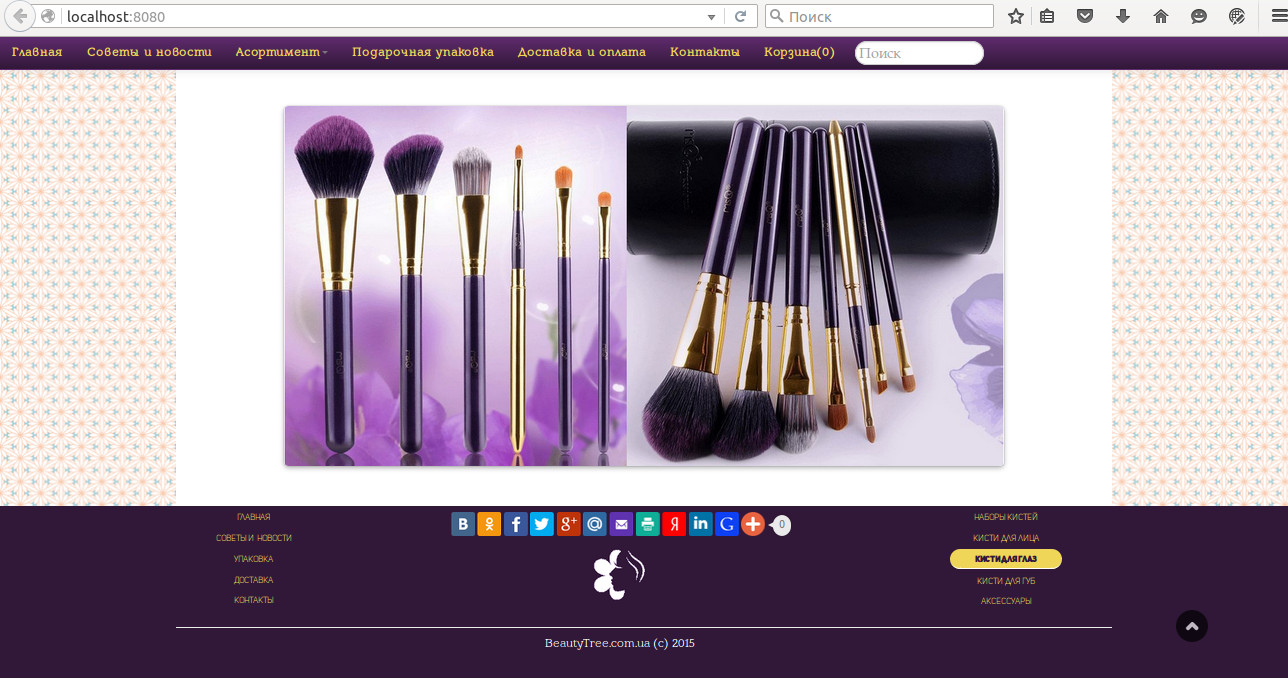 localhost:8080
Поиск
Главная Советы и новости Асортимент Подарочная упаковка Доставка и оплата Контакты Корзина(0) Поиск
ГЛАВНАЯ
СОВЕТЫ И НОВОСТИ
УПАКОВКА
ДОСТАВКА
КОНТАКТЫ
0
НАБОРЫ КИСТЕЙ
КИСТИ ДЛЯ ЛИЦА
КИСТИ ДЛЯ ГЛАЗ
КИСТИ ДЛЯ ГУБ
АКСЕССУАРЫ
BeautyTree.com.ua (c) 2015